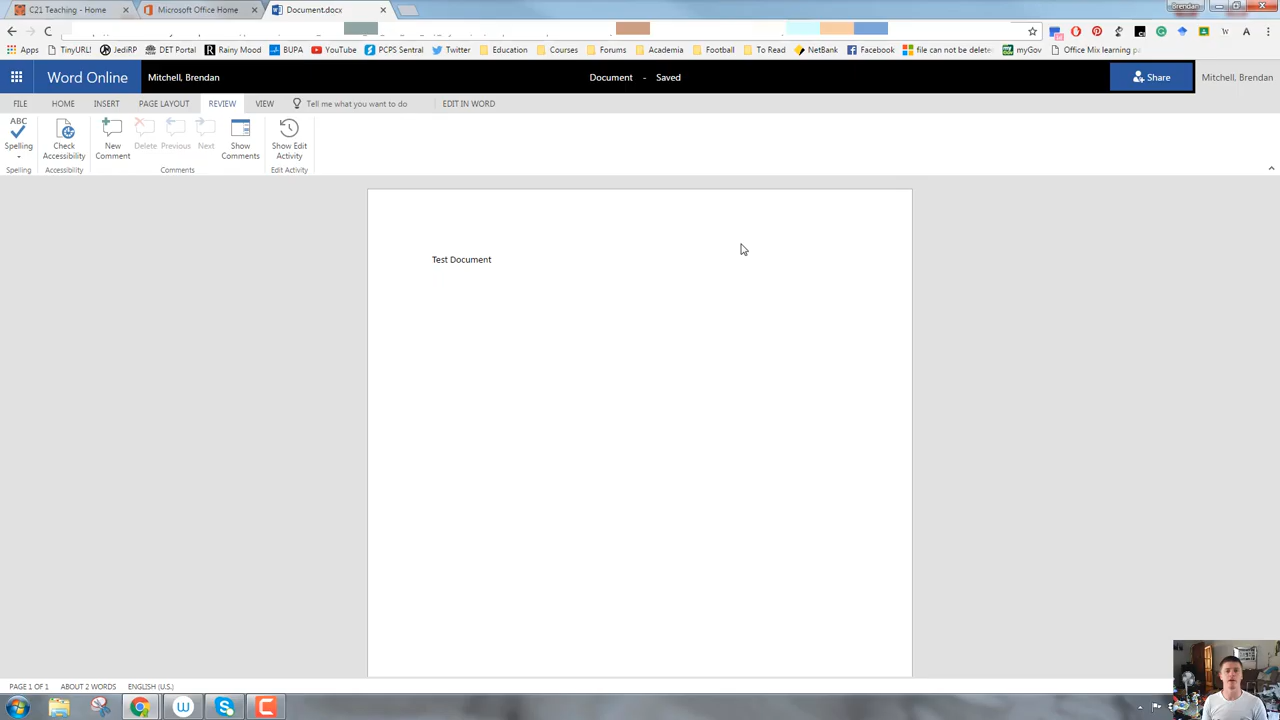 C21 Teaching - Home
Microsoft Office Home
Document.docx
Brendan
Apps
TinyURL!
JediRP
DET Portal
Rainy Mood
BUPA
YouTube
PCPS Sentral
Twitter
Education
Courses
Forums
Academia
Football
To Read
NetBank
Facebook
file can not be delete
myGov
Office Mix learning p
Word Online
Mitchell, Brendan
Document - Saved
Share
Mitchell, Brendan
FILE
HOME
INSERT
PAGE LAYOUT
REVIEW
VIEW
Tell me what you want to do
EDIT IN WORD
ABC
Spelling
Check
Accessibility
New
Comment
Delete
Previous
Next
Show
Comments
Show Edit
Activity
Spelling
Accessibility
Comments
Edit Activity
Test Document
PAGE 1 OF 1
ABOUT 2 WORDS
ENGLISH (U.S.)